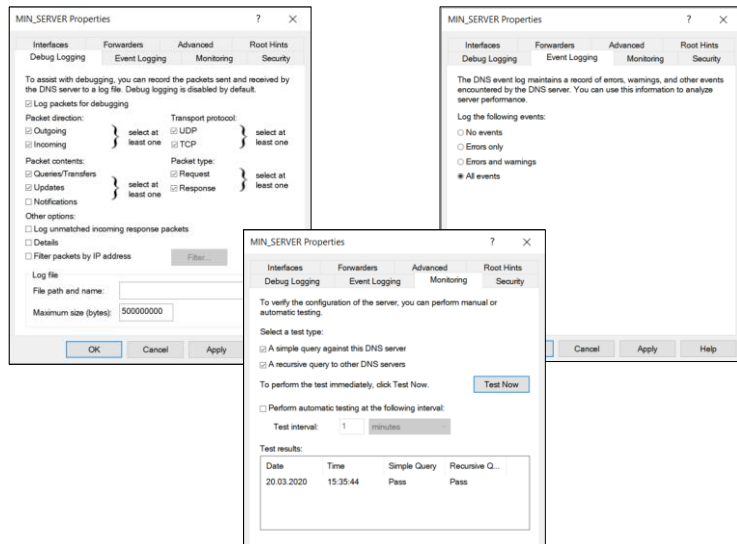 MIN_SERVER Properties ? ×
Interfaces Forwarders Advanced Root Hints
Debug Logging Event Logging Monitoring Security
To assist with debugging, you can record the packets sent and received by
the DNS server to a log file. Debug logging is disabled by default.
Log packets for debugging
Packet direction: Transport protocol:
Outgoing } select at UDP } select at
Incoming least one TCP least one
Packet contents: Packet type:
Queries/Transfers } select at Request } select at
Updates least one Response least one
Notifications
Other options:
Log unmatched incoming response packets
Details
Filter packets by IP address Filter...
Log file
File path and name:
Maximum size (bytes): 500000000
OK Cancel Apply
MIN_SERVER Properties ? ×
Interfaces Forwarders Advanced Root Hints
Debug Logging Event Logging Monitoring Security
The DNS event log maintains a record of errors, warnings, and other events
encountered by the DNS server. You can use this information to analyze
server performance.
Log the following events:
No events
Errors only
Errors and warnings
All events
Cancel Apply Help
MIN_SERVER Properties ? ×
Interfaces Forwarders Advanced Root Hints
Debug Logging Event Logging Monitoring Security
To verify the configuration of the server, you can perform manual or
automatic testing.
Select a test type:
A simple query against this DNS server
A recursive query to other DNS servers
To perform the test immediately, click Test Now. Test Now
Perform automatic testing at the following interval:
Test interval: 1 minutes
Test results:
Date Time Simple Query Recursive Q...
20.03.2020 15:35:44 Pass Pass